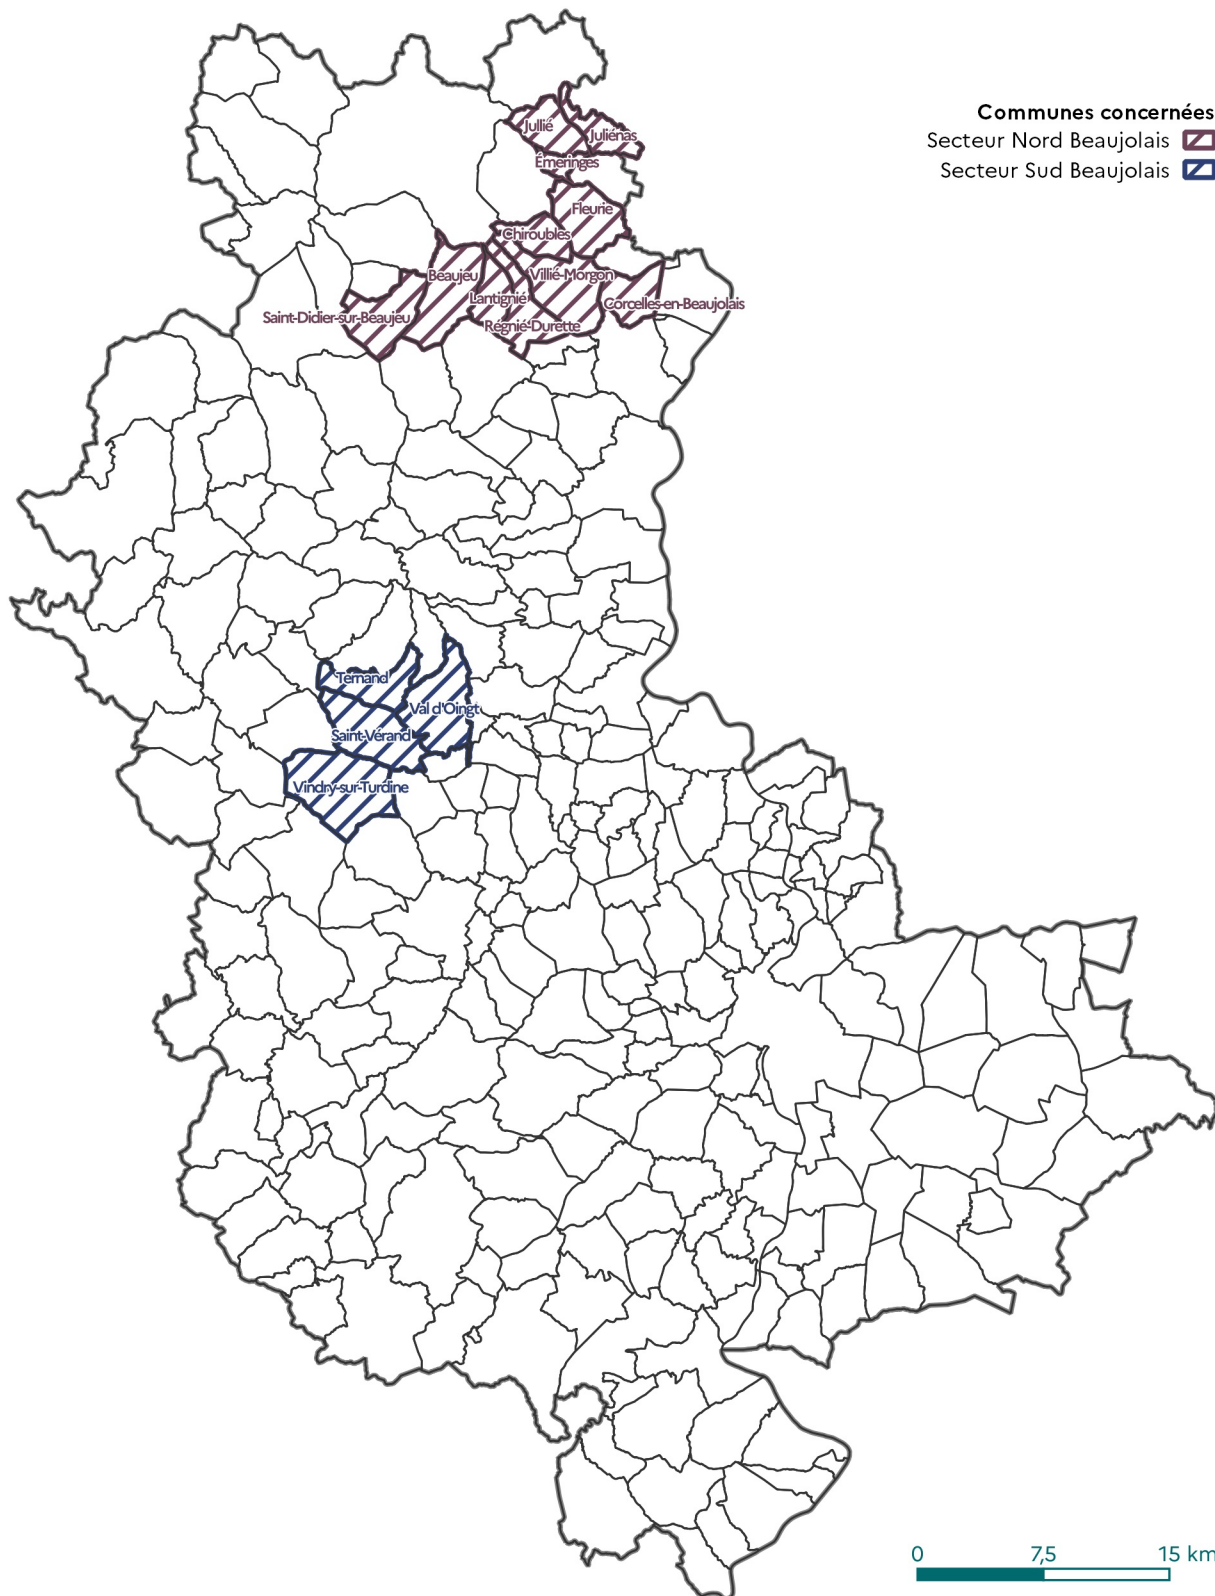 Communes concernées
Secteur Nord Beaujolais
Secteur Sud Beaujolais
Jullié
Juliénas
Émeringes
Fleurie
Chiroubles
Beaujeu
Villié-Morgon
Lantignié
Corcelles-en-Beaujolais
Saint-Didier-sur-Beaujeu
Régnié-Durette
Ternand
Val d'Oingt
Saint-Vérand
Vindry-sur-Turdine
0 7,5 15 km